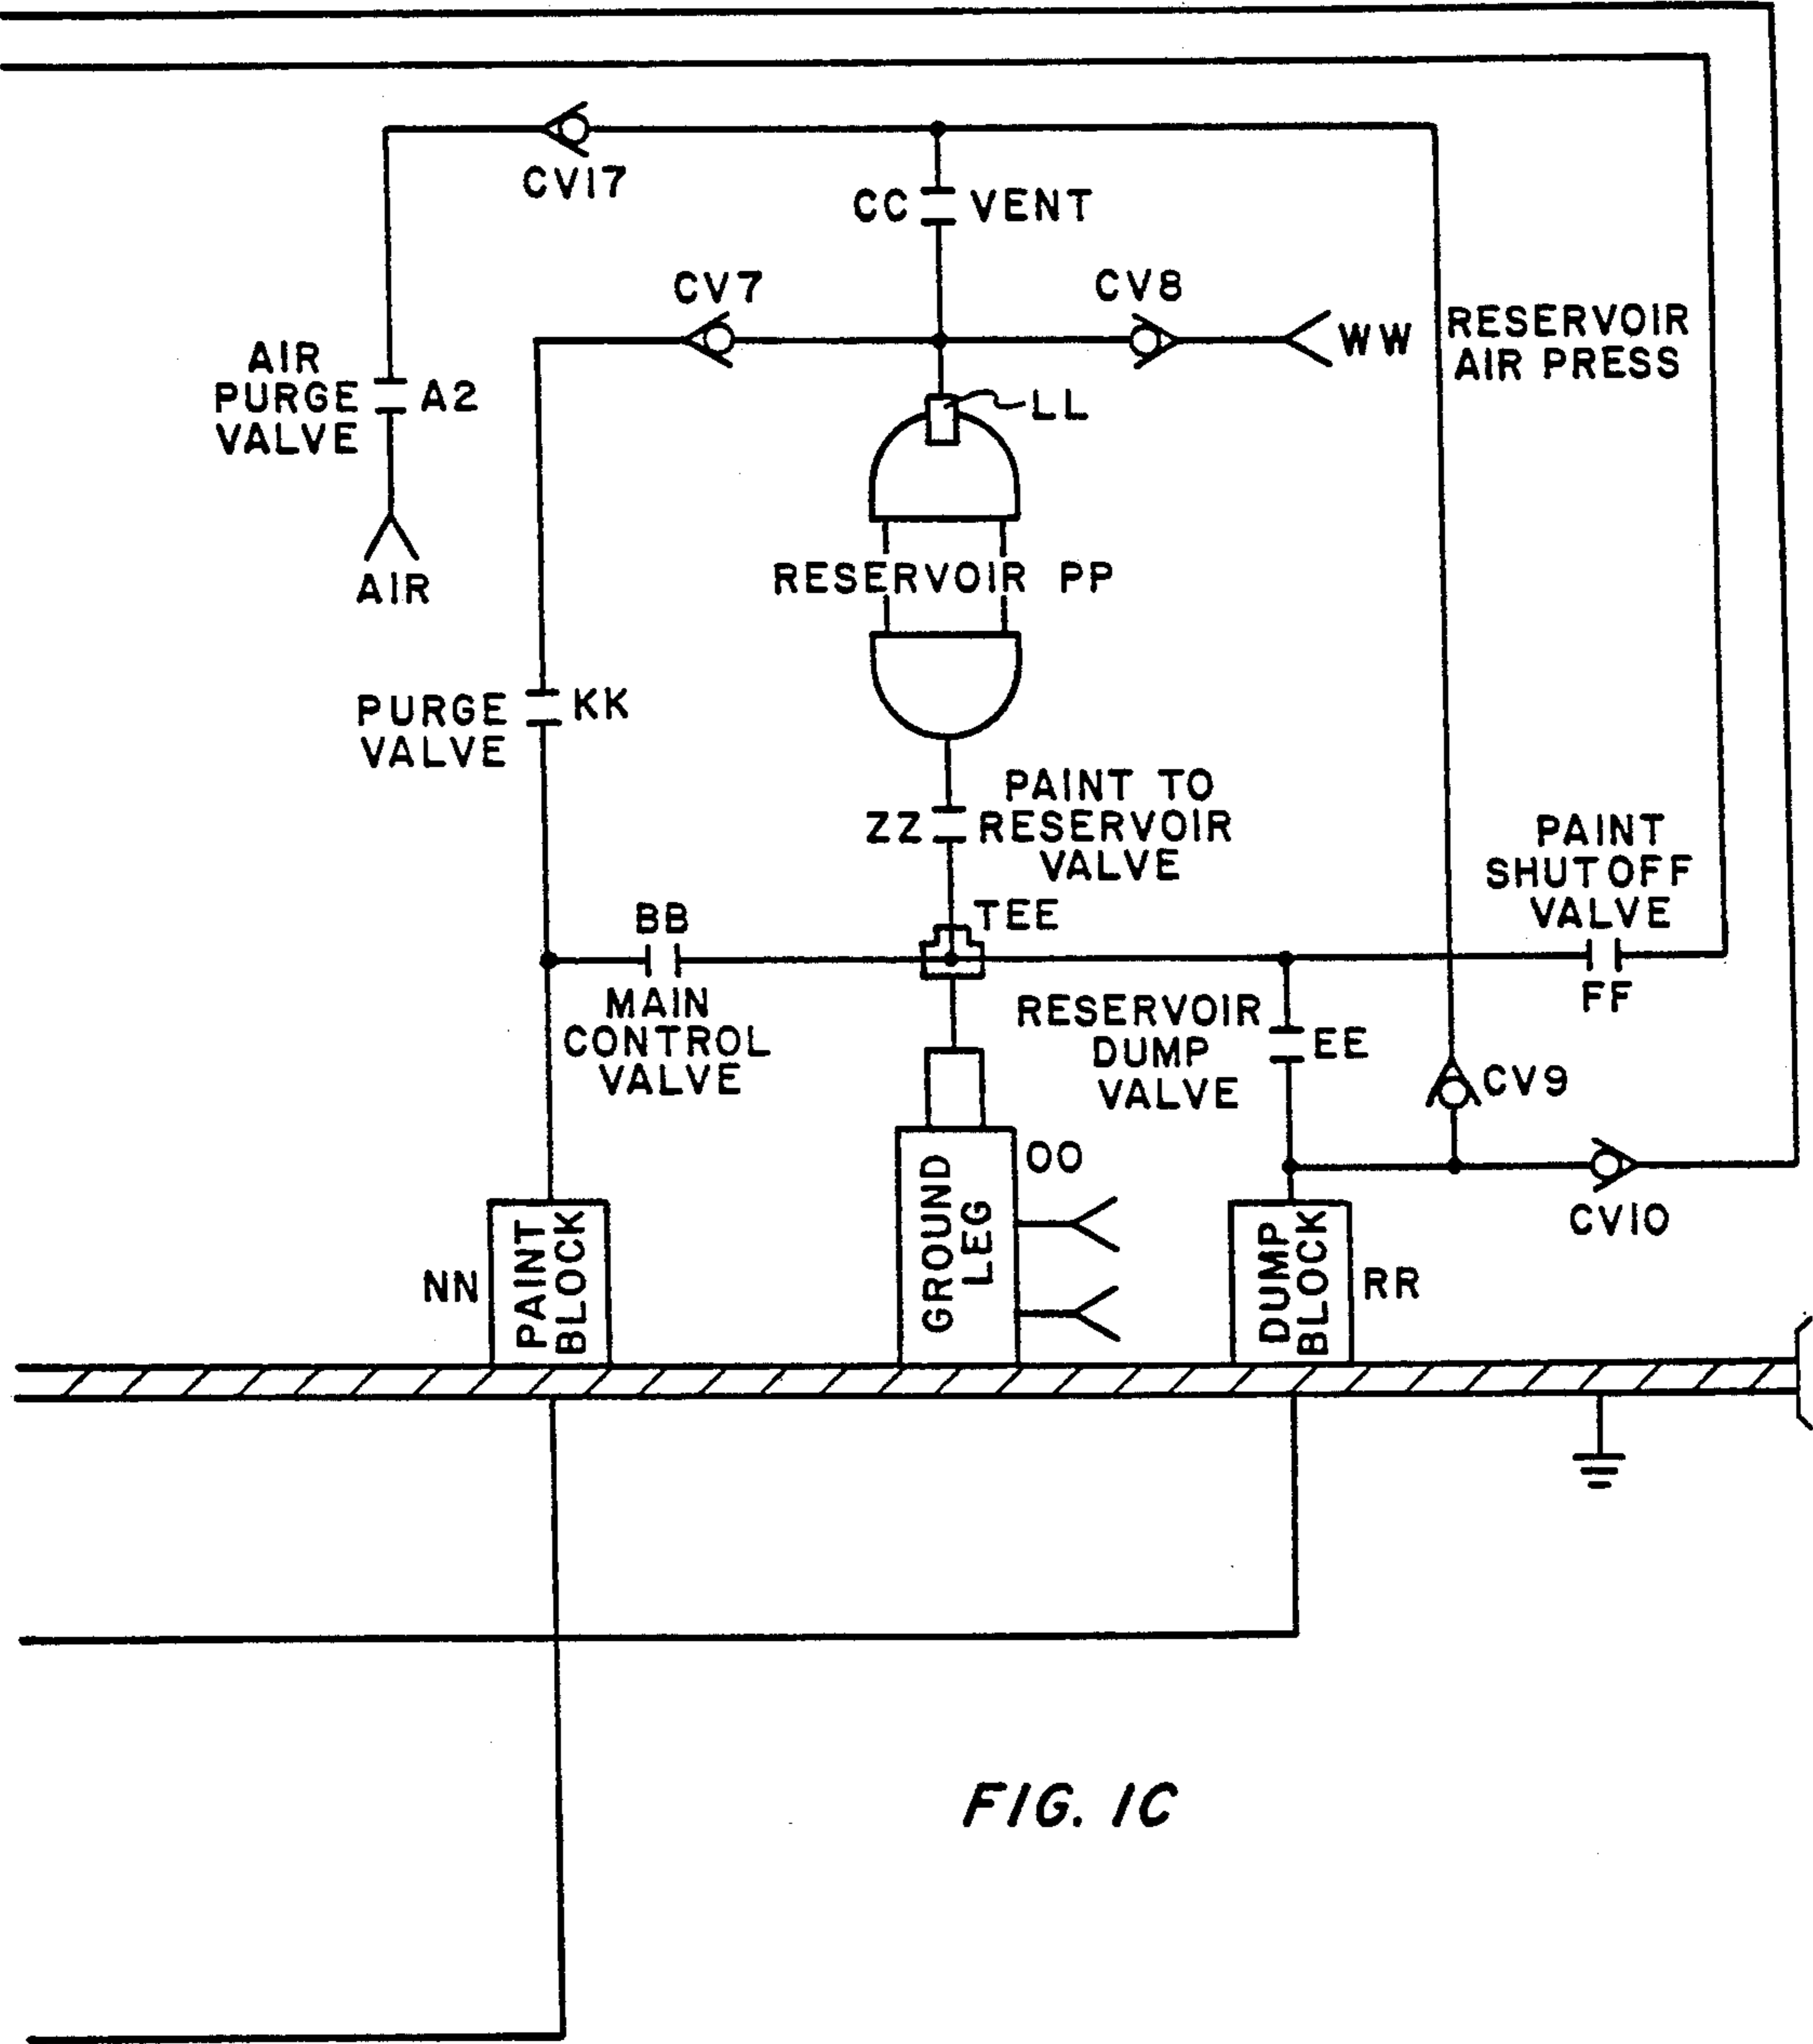 CV17
CC
VENT
CV7
CV8
WW
RESERVOIR
AIR PRESS
AIR
PURGE
VALVE
A2
LL
AIR
RESERVOIR PP
PURGE
VALVE
KK
PAINT TO
RESERVOIR
VALVE
ZZ
PAINT
SHUTOFF
VALVE
FF
TEE
BB
MAIN
CONTROL
VALVE
RESERVOIR
DUMP
VALVE
EE
CV9
CV10
OO
GROUND
LEG
NN
PAINT
BLOCK
DUMP
BLOCK
RR
FIG. 1C